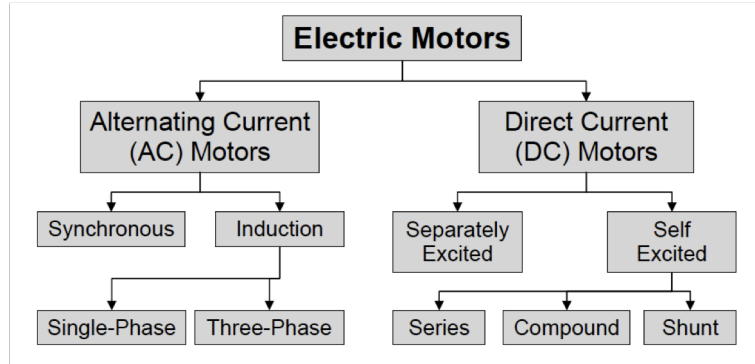 Electric Motors
Alternating Current
(AC) Motors
Direct Current
(DC) Motors
Synchronous
Induction
Separately
Excited
Self
Excited
Single-Phase
Three-Phase
Series
Compound
Shunt